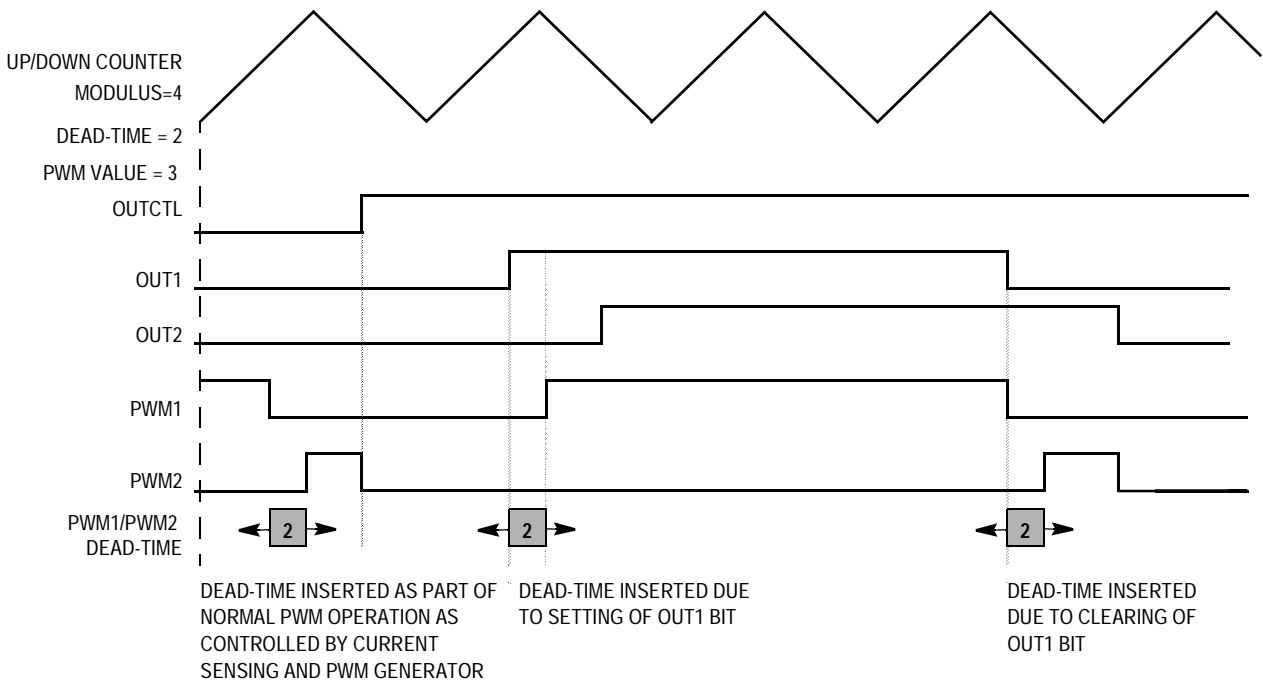 UP/DOWN COUNTER
MODULUS=4
DEAD-TIME = 2
PWM VALUE = 3
OUTCTL
OUT1
OUT2
PWM1
PWM2
PWM1/PWM2
DEAD-TIME
2
2
2
DEAD-TIME INSERTED AS PART OF
NORMAL PWM OPERATION AS
CONTROLLED BY CURRENT
SENSING AND PWM GENERATOR
DEAD-TIME INSERTED DUE
TO SETTING OF OUT1 BIT
DEAD-TIME INSERTED
DUE TO CLEARING OF
OUT1 BIT